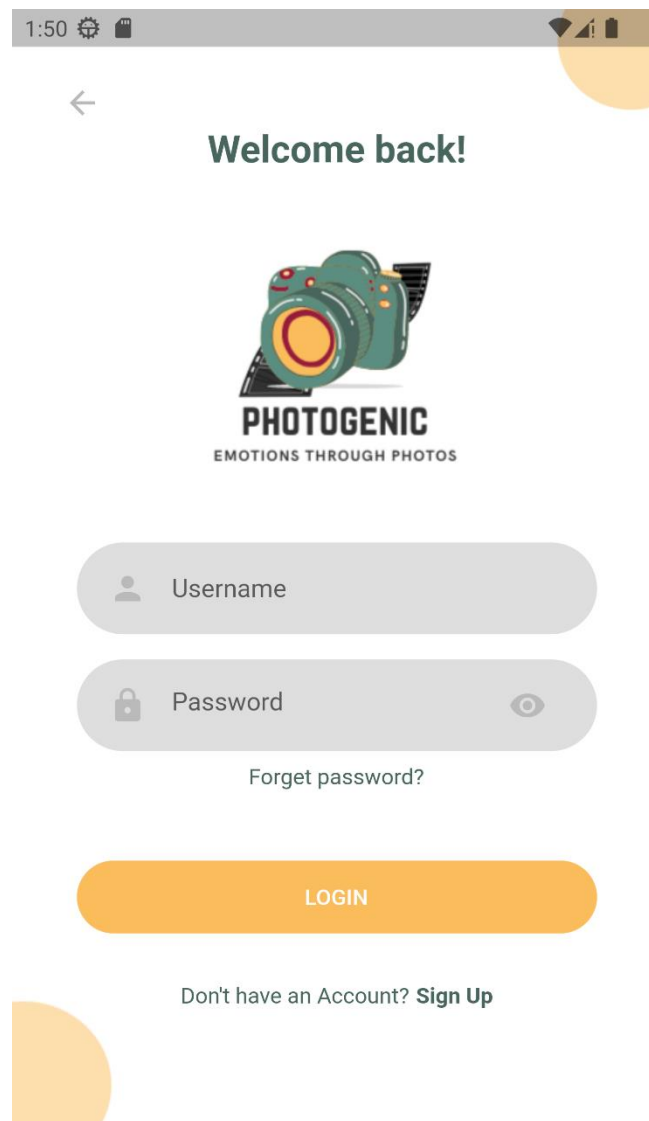 1:50
Welcome back!
PHOTOGENIC
EMOTIONS THROUGH PHOTOS
Username
Password
Forget password?
LOGIN
Don't have an Account? Sign Up